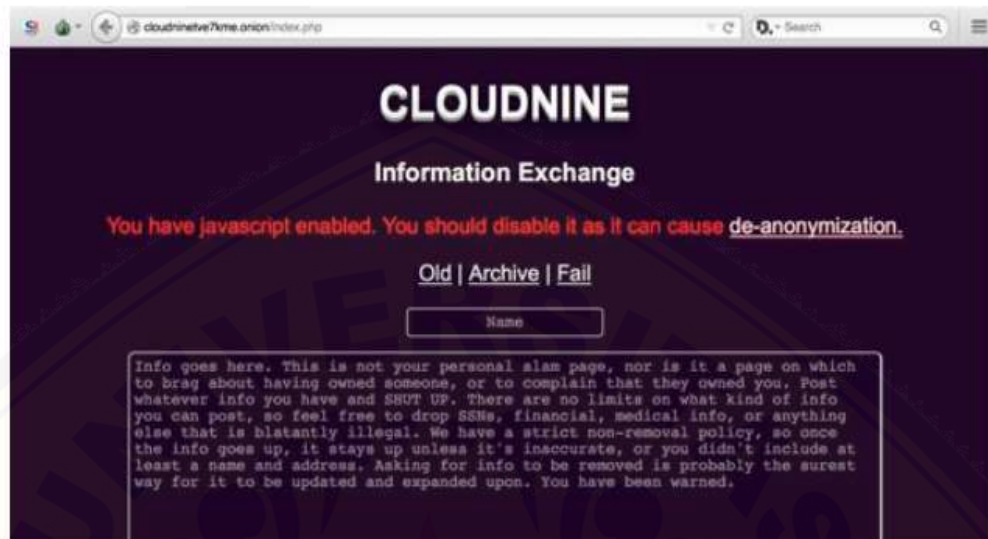 cloudninetve7kme.onion/index.php
Search
CLOUDNINE
Information Exchange
You have javascript enabled. You should disable it as it can cause de-anonymization.
Old | Archive | Fail
Name
Info goes here. This is not your personal slam page, nor is it a page on which
to brag about having owned someone, or to complain that they owned you. Post
whatever info you have and SHUT UP. There are no limits on what kind of info
you can post, so feel free to drop SSNs, financial, medical info, or anything
else that is blatantly illegal. We have a strict non-removal policy, so once
the info goes up, it stays up unless it's inaccurate, or you didn't include at
least a name and address. Asking for info to be removed is probably the surest
way for it to be updated and expanded upon. You have been warned.